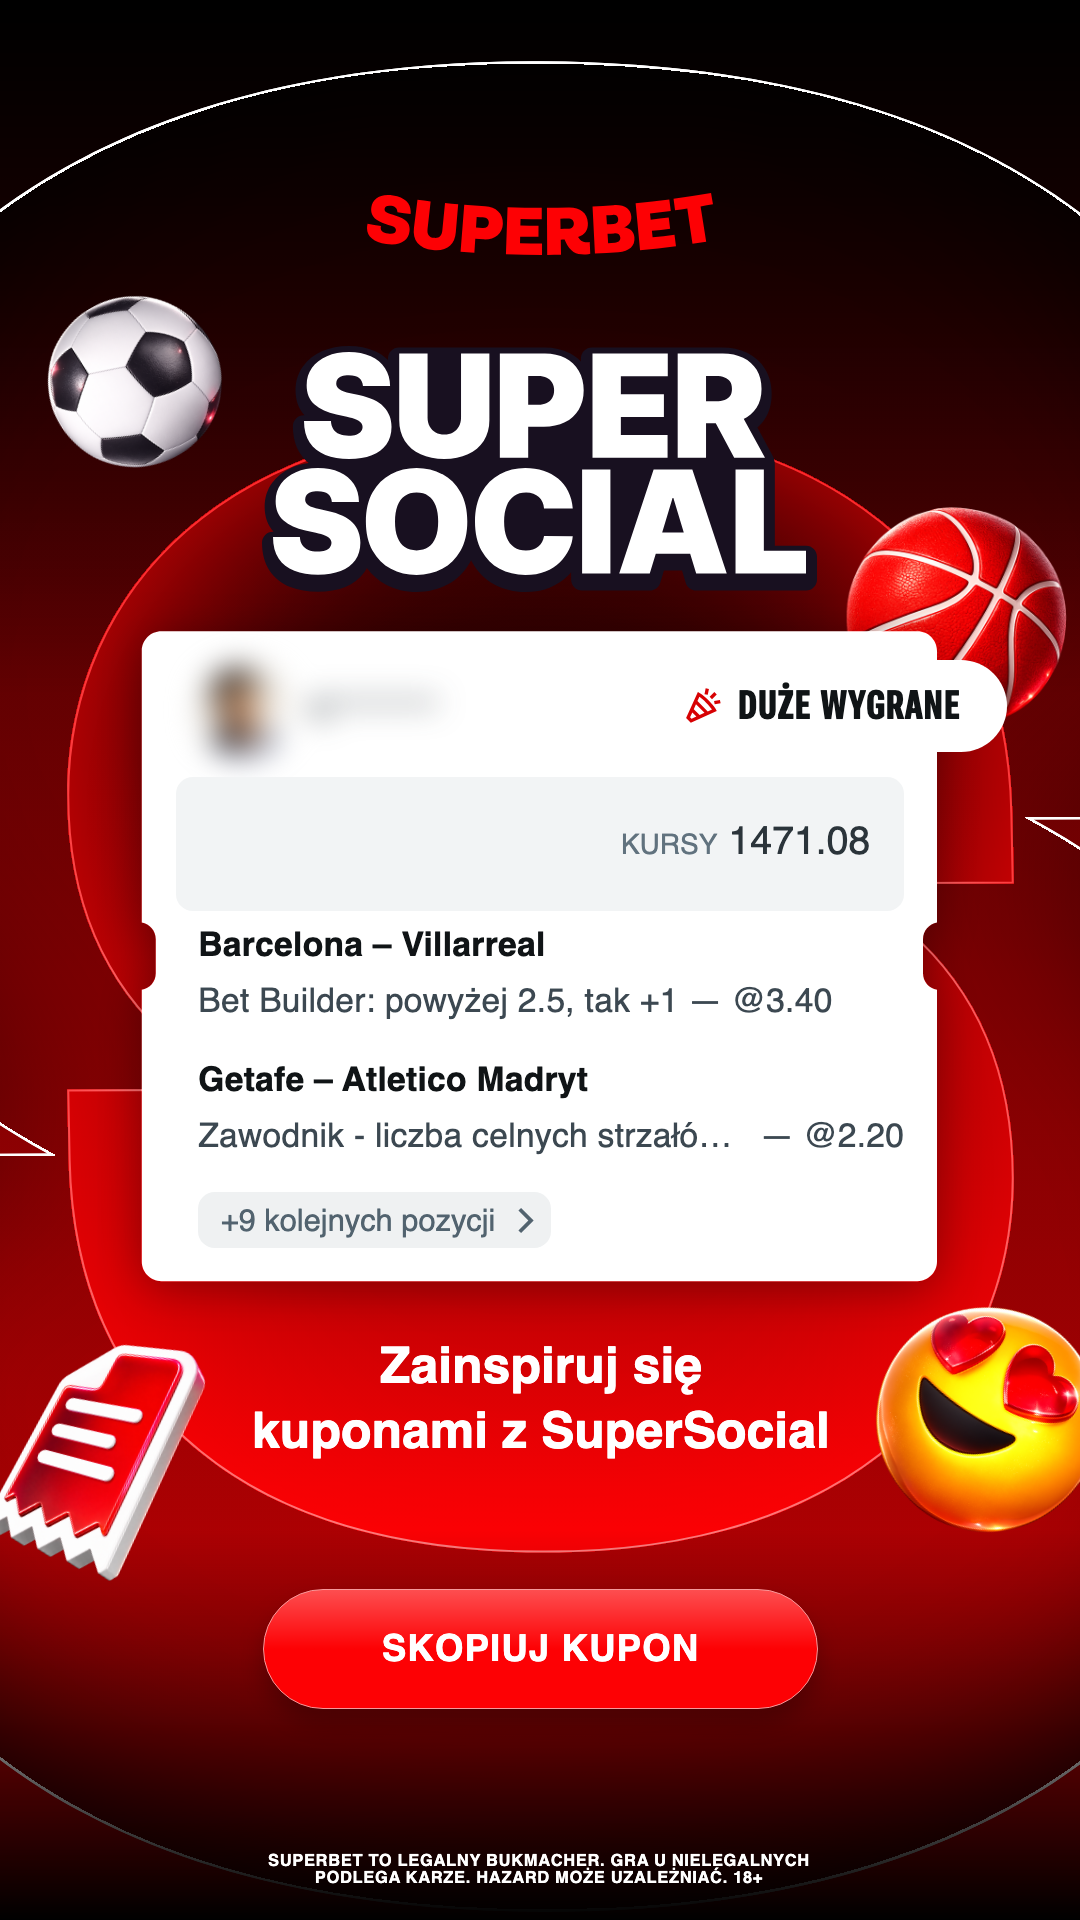 SUPERBET
SUPER
SOCIAL
DUŻE WYGRANE
KURSY 1471.08
Barcelona – Villarreal
Bet Builder: powyżej 2.5, tak +1 — @3.40
Getafe – Atletico Madryt
Zawodnik - liczba celnych strzałó... — @2.20
+9 kolejnych pozycji >
Zainspiruj się
kuponami z SuperSocial
SKOPIUJ KUPON
SUPERBET TO LEGALNY BUKMACHER. GRA U NIELEGALNYCH
PODLEGA KARZE. HAZARD MOŻE UZALEŻNIAĆ. 18+